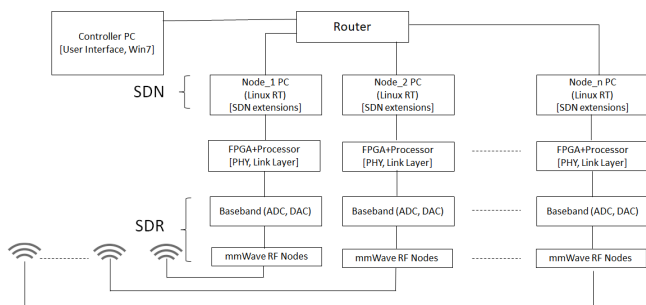 Controller PC
[User Interface, Win7]
Router
SDN
Node_1 PC
(Linux RT)
[SDN extensions]
Node_2 PC
(Linux RT)
[SDN extensions]
Node_n PC
(Linux RT)
[SDN extensions]
FPGA+Processor
[PHY, Link Layer]
FPGA+Processor
[PHY, Link Layer]
FPGA+Processor
[PHY, Link Layer]
SDR
Baseband (ADC, DAC)
Baseband (ADC, DAC)
Baseband (ADC, DAC)
mmWave RF Nodes
mmWave RF Nodes
mmWave RF Nodes